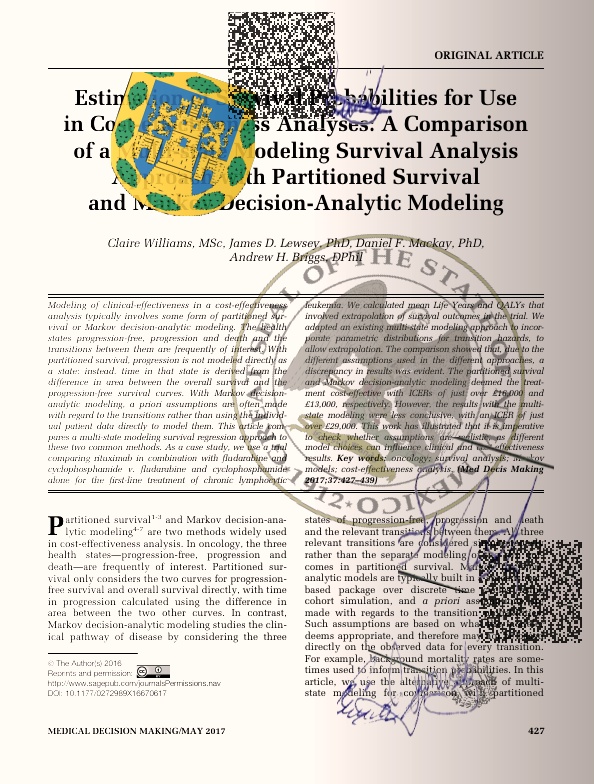 ORIGINAL ARTICLE
Estim babilities for Use
in Co ss Analyses: A Comparison
of a odeling Survival Analysis
th Partitioned Survival
and M Decision-Analytic Modeling
Claire Williams, MSc, James D. Lewsey, PhD, Daniel F. Mackay, PhD,
Andrew H. Briggs, DPhil
Modeling of clinical-effectiveness in a cost-effectiveness
analysis typically involves some form of partitioned sur-
vival or Markov decision-analytic modeling. The health
states progression-free, progression and death and the
transitions between them are frequently of interest. With
partitioned survival, progression is not modeled directly as
a state; instead, time in that state is derived from the
difference in area between the overall survival and the
progression-free survival curves. With Markov decision-
analytic modeling, a priori assumptions are often made
with regard to the transitions rather than using the individ-
ual patient data directly to model them. This article com-
pares a multi-state modeling survival regression approach to
these two common methods. As a case study, we use a trial
comparing rituximab in combination with fludarabine and
cyclophosphamide v. fludarabine and cyclophosphamide
alone for the first-line treatment of chronic lymphocytic
leukemia. We calculated mean Life Years and QALYs that
involved extrapolation of survival outcomes in the trial. We
adapted an existing multi-state modeling approach to incor-
porate parametric distributions for transition hazards, to
allow extrapolation. The comparison showed that, due to the
different assumptions used in the different approaches, a
discrepancy in results was evident. The partitioned survival
and Markov decision-analytic modeling deemed the treat-
ment cost-effective with ICERs of just over £16,000 and
£13,000, respectively. However, the results with the multi-
state modeling were less conclusive, with an ICER of just
over £29,000. This work has illustrated that it is imperative
to check whether assumptions are realistic, as different
model choices can influence clinical and cost-effectiveness
results. Key words: oncology; survival analysis; Markov
models; cost-effectiveness analysis. (Med Decis Making
2017;37:427–439)
Partitioned survival1-3 and Markov decision-ana-
lytic modeling4-7 are two methods widely used
in cost-effectiveness analysis. In oncology, the three
health states—progression-free, progression and
death—are frequently of interest. Partitioned sur-
vival only considers the two curves for progression-
free survival and overall survival directly, with time
in progression calculated using the difference in
area between the two other curves. In contrast,
Markov decision-analytic modeling studies the clin-
ical pathway of disease by considering the three
states of progression-free, progression and death
and the relevant transitions between them. All three
relevant transitions are considered
rather than the separate modeling of
comes in partitioned survival.
analytic models are typically built in
based package over discrete time
cohort simulation, and a priori
made with regards to the transition
Such assumptions are based on what
deems appropriate, and therefore may
directly on the observed data for every transition.
For example, background mortality rates are some-
times used to inform transition probabilities. In this
article, we use the alternative approach of multi-
state modeling for comparison with partitioned
© The Author(s) 2016
Reprints and permission:
http://www.sagepub.com/journalsPermissions.nav
DOI: 10.1177/0272989X16670617
MEDICAL DECISION MAKING/MAY 2017
427